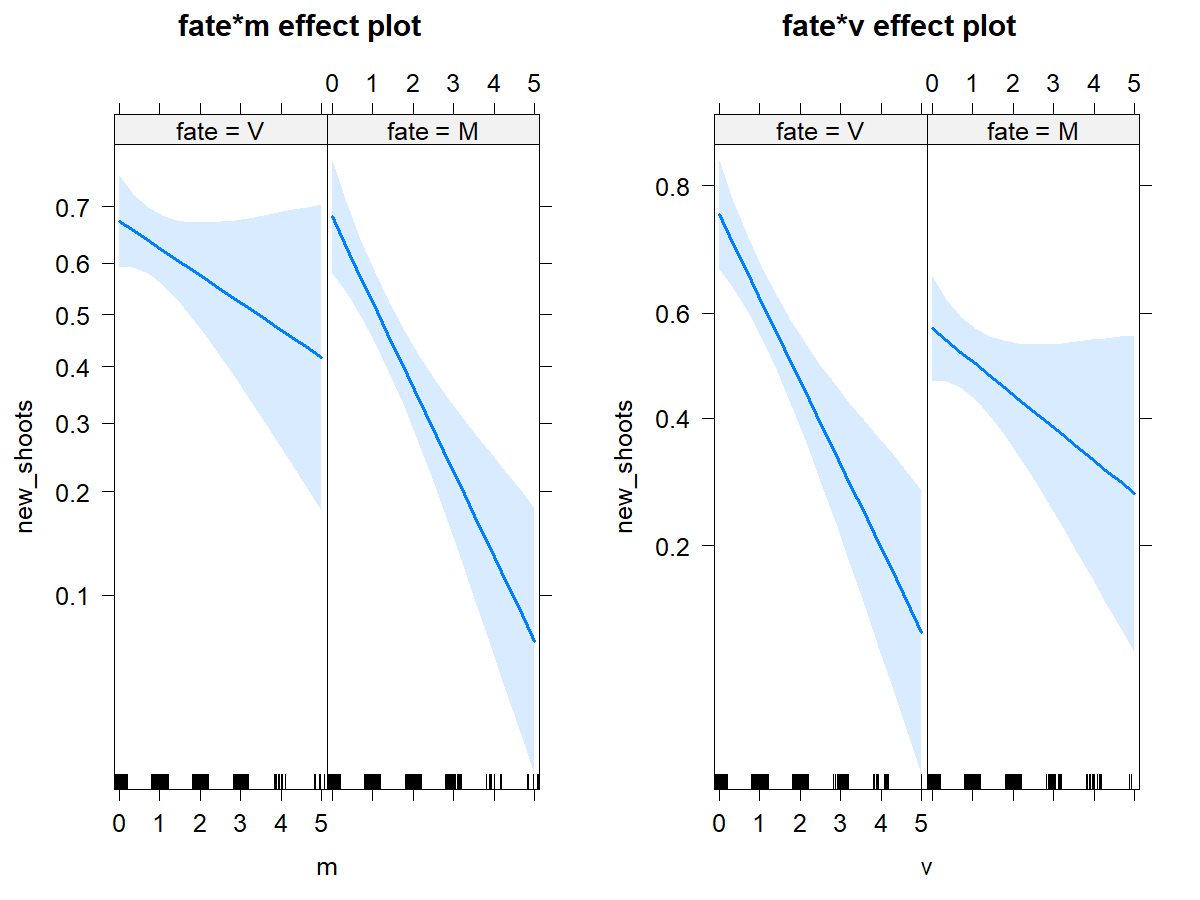 fate*m effect plot
0 1 2 3 4 5
fate = V fate = M
0.7
0.6
0.5
0.4
0.3
0.2
0.1
new_shoots
0 1 2 3 4 5
m
fate*v effect plot
0 1 2 3 4 5
fate = V fate = M
0.8
0.6
0.4
0.2
new_shoots
0 1 2 3 4 5
v